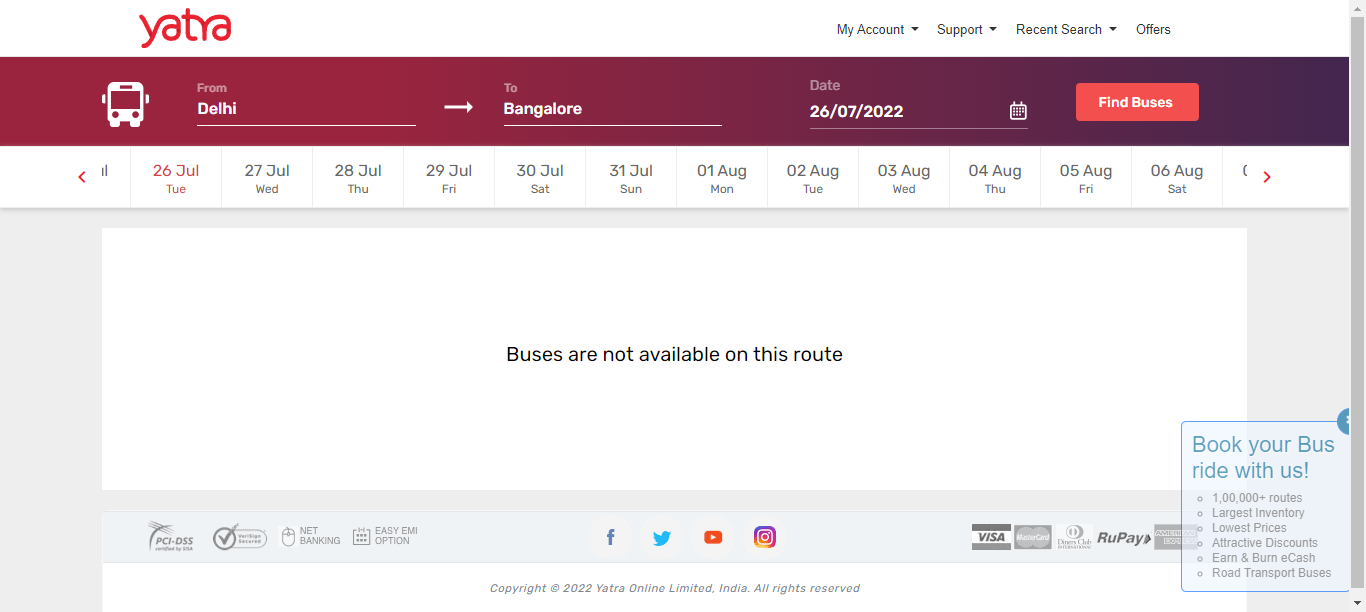 yatra
My Account Support Recent Search Offers
From To Date
Delhi Bangalore 26/07/2022 Find Buses
26 Jul 27 Jul 28 Jul 29 Jul 30 Jul 31 Jul 01 Aug 02 Aug 03 Aug 04 Aug 05 Aug 06 Aug
Tue Wed Thu Fri Sat Sun Mon Tue Wed Thu Fri Sat
Buses are not available on this route
Book your Bus
ride with us!
1,00,000+ routes
Largest Inventory
Lowest Prices
Attractive Discounts
Earn & Burn eCash
Road Transport Buses
PCI-DSS
certified by SISA
VeriSign
Secured
NET
BANKING
EASY EMI
OPTION
VISA
MasterCard
Diners Club
INTERNATIONAL
RuPay
Copyright © 2022 Yatra Online Limited, India. All rights reserved